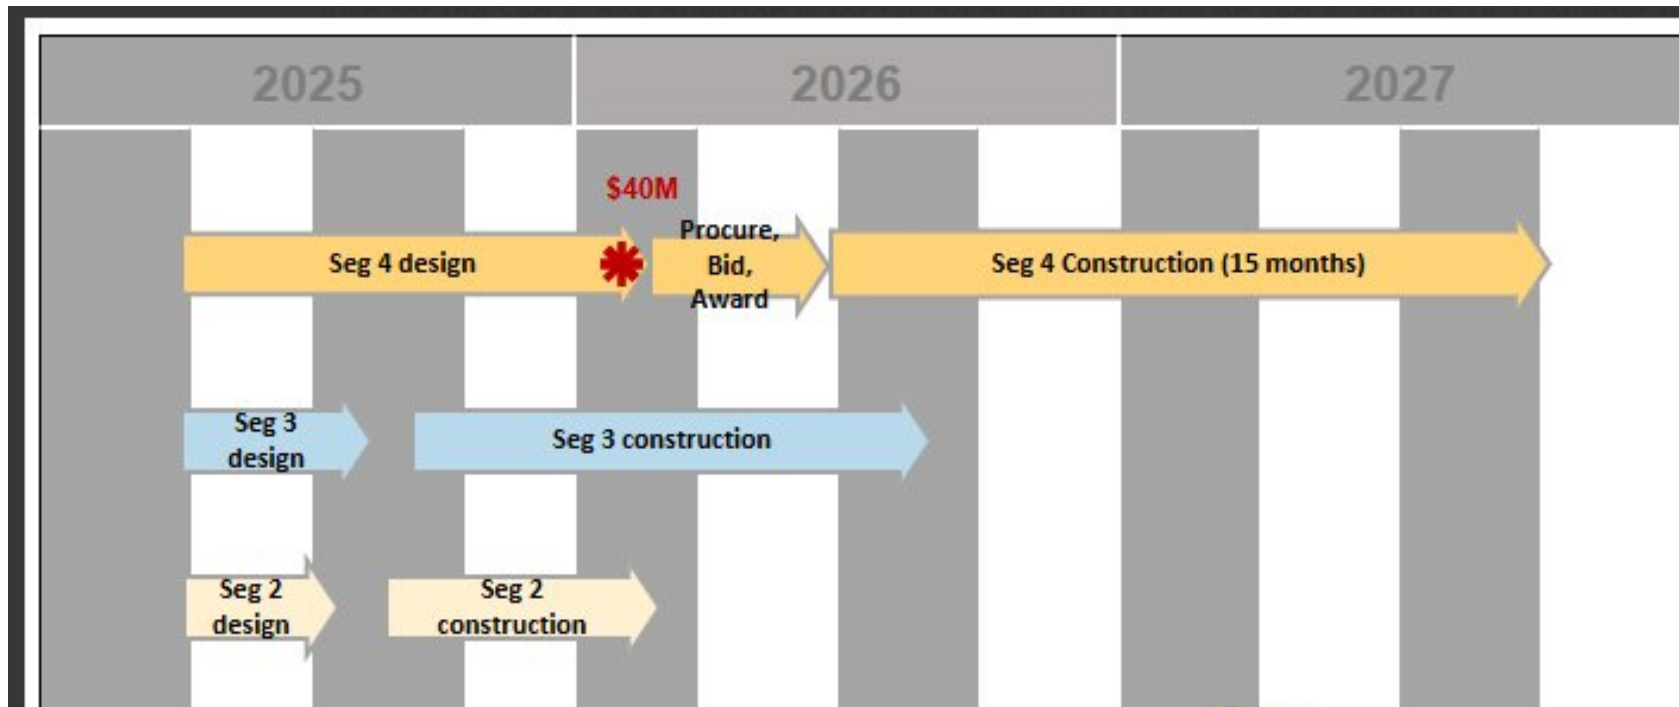 2025
2026
2027
$40M
Seg 4 design
Procure,
Bid,
Award
Seg 4 Construction (15 months)
Seg 3
design
Seg 3 construction
Seg 2
design
Seg 2
construction